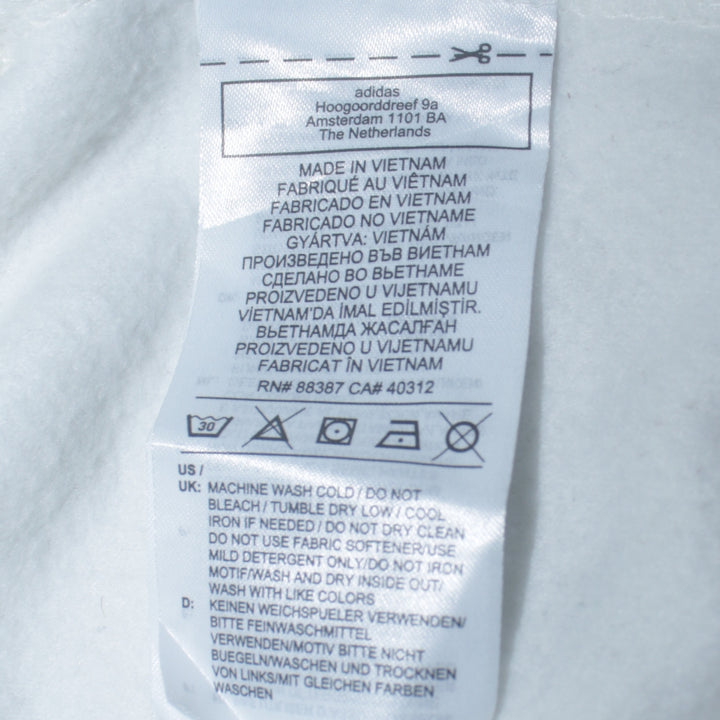 adidas
Hoogoorddreef 9a
Amsterdam 1101 BA
The Netherlands
MADE IN VIETNAM
FABRIQUÉ AU VIÊTNAM
FABRICADO EN VIETNAM
FABRICADO NO VIETNAME
GYÁRTVA: VIETNÁM
ПРОИЗВЕДЕНО ВЪВ ВИЕТНАМ
СДЕЛАНО ВО ВЬЕТНАМЕ
PROIZVEDENO U VIJETNAMU
VİETNAM'DA İMAL EDİLMİŞTİR.
ВЬЕТНАМДА ЖАСАЛҒАН
PROIZVEDENO U VIJETNAMU
FABRICAT ÎN VIETNAM
RN# 88387 CA# 40312
30
US /
UK: MACHINE WASH COLD / DO NOT
BLEACH / TUMBLE DRY LOW / COOL
IRON IF NEEDED / DO NOT DRY CLEAN
DO NOT USE FABRIC SOFTENER/USE
MILD DETERGENT ONLY/DO NOT IRON
MOTIF/WASH AND DRY INSIDE OUT/
WASH WITH LIKE COLORS
D: KEINEN WEICHSPUELER VERWENDEN/
BITTE FEINWASCHMITTEL
VERWENDEN/MOTIV BITTE NICHT
BUEGELN/WASCHEN UND TROCKNEN
VON LINKS/MIT GLEICHEN FARBEN
WASCHEN